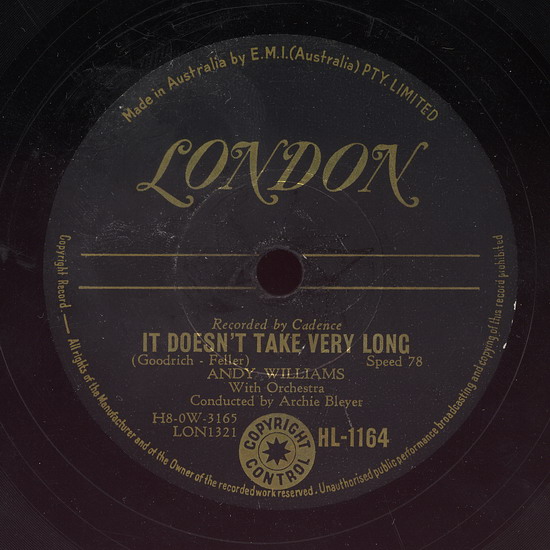 Made in Australia by E.M.I.(Australia) PTY. LIMITED
LONDON
Recorded by Cadence
IT DOESN'T TAKE VERY LONG
(Goodrich - Feller) Speed 78
ANDY WILLIAMS
With Orchestra
Conducted by Archie Bleyer
H8-0W-3165
LON1321
COPYRIGHT CONTROL
HL-1164
Copyright Record. — All rights of the Manufacturer and of the Owner of the recorded work reserved. Unauthorised public performance broadcasting and copying of this record prohibited